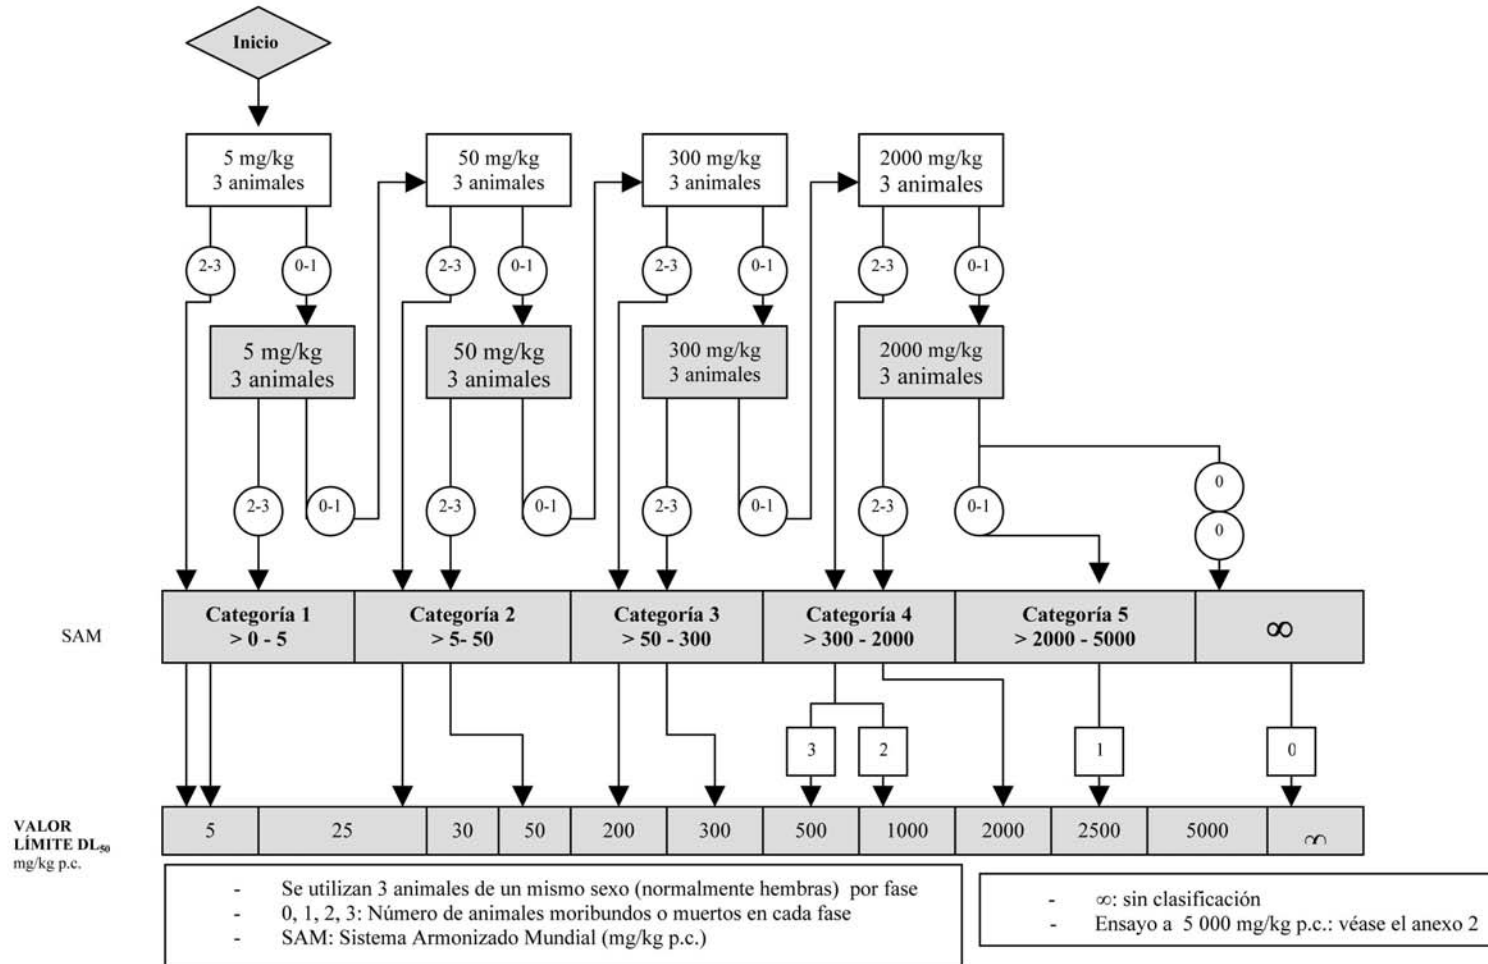 Inicio
5 mg/kg
3 animales
50 mg/kg
3 animales
300 mg/kg
3 animales
2000 mg/kg
3 animales
2-3
0-1
2-3
0-1
2-3
0-1
2-3
0-1
5 mg/kg
3 animales
50 mg/kg
3 animales
300 mg/kg
3 animales
2000 mg/kg
3 animales
2-3
0-1
2-3
0-1
2-3
0-1
2-3
0-1
0
0
SAM
Categoría 1
> 0 - 5
Categoría 2
> 5- 50
Categoría 3
> 50 - 300
Categoría 4
> 300 - 2000
Categoría 5
> 2000 - 5000
∞
3
2
1
0
VALOR
LÍMITE DL₅₀
mg/kg p.c.
5
25
30
50
200
300
500
1000
2000
2500
5000
∞
- Se utilizan 3 animales de un mismo sexo (normalmente hembras) por fase
- 0, 1, 2, 3: Número de animales moribundos o muertos en cada fase
- SAM: Sistema Armonizado Mundial (mg/kg p.c.)
- ∞: sin clasificación
- Ensayo a 5 000 mg/kg p.c.: véase el anexo 2